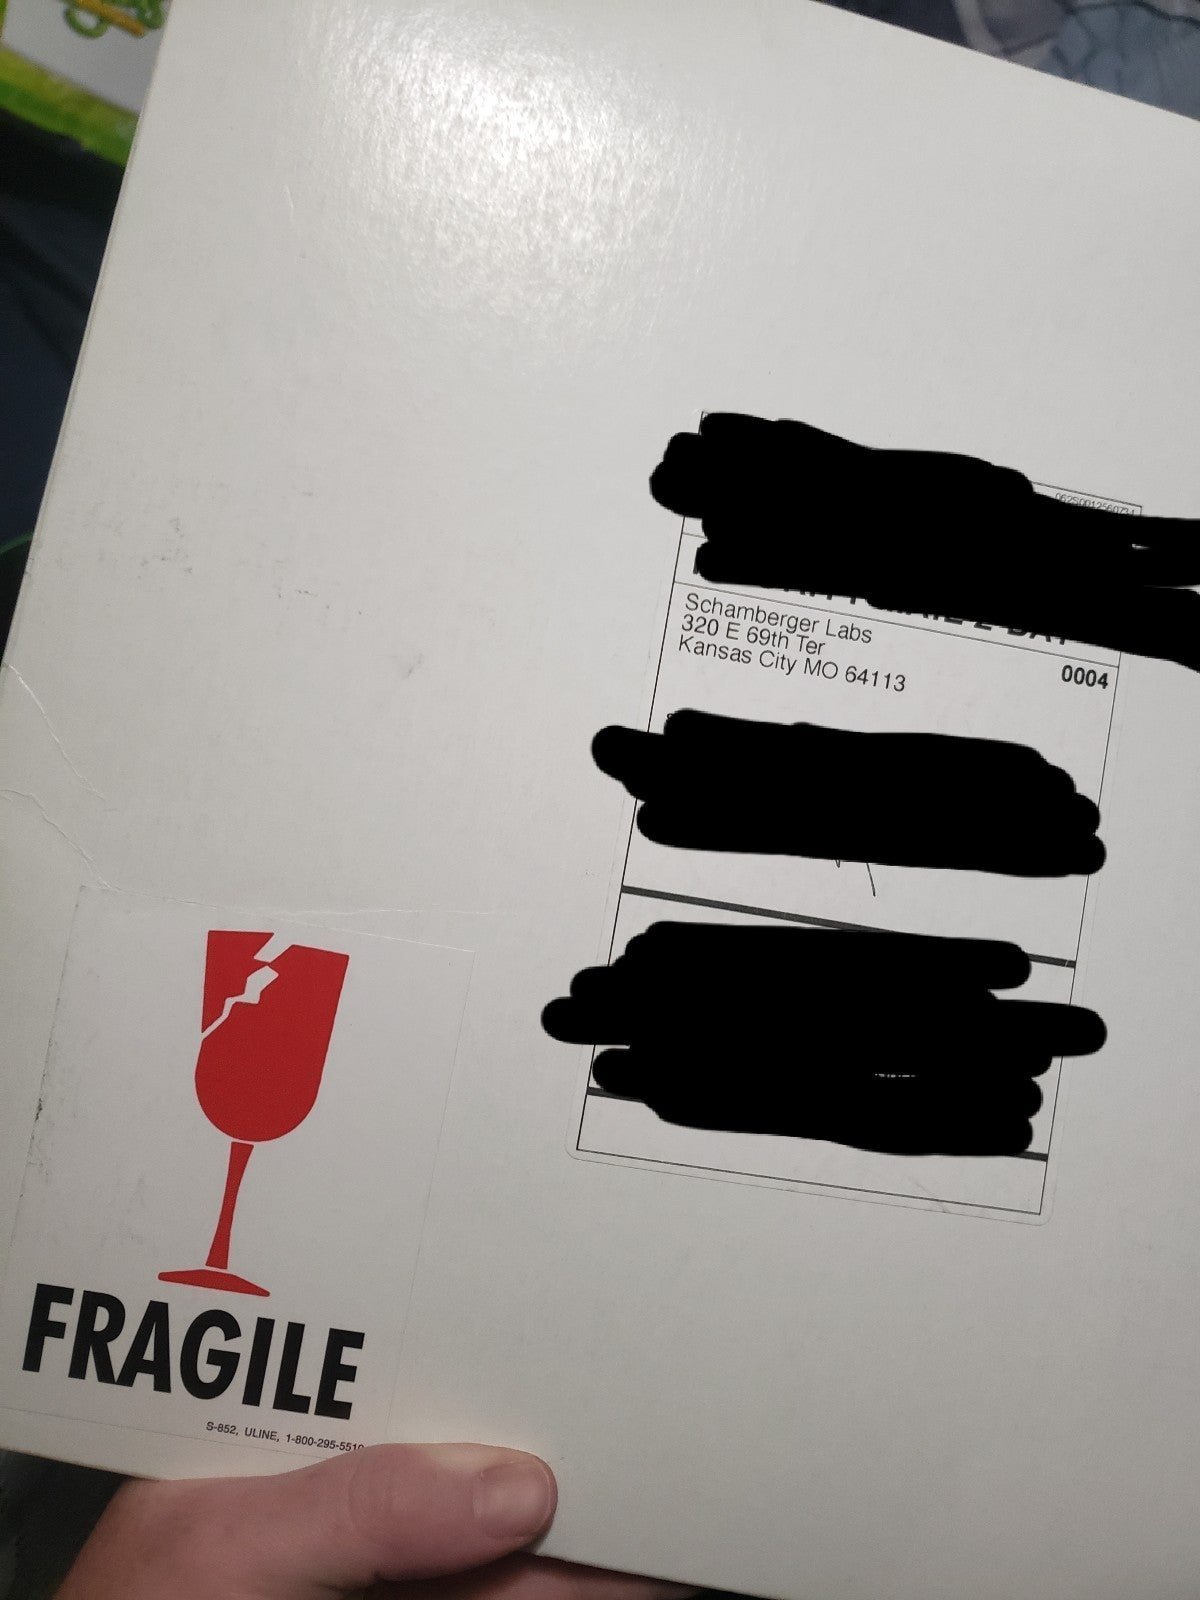 Schamberger Labs
320 E 69th Ter
Kansas City MO 64113
0004
FRAGILE
S-852, ULINE, 1-800-295-5510